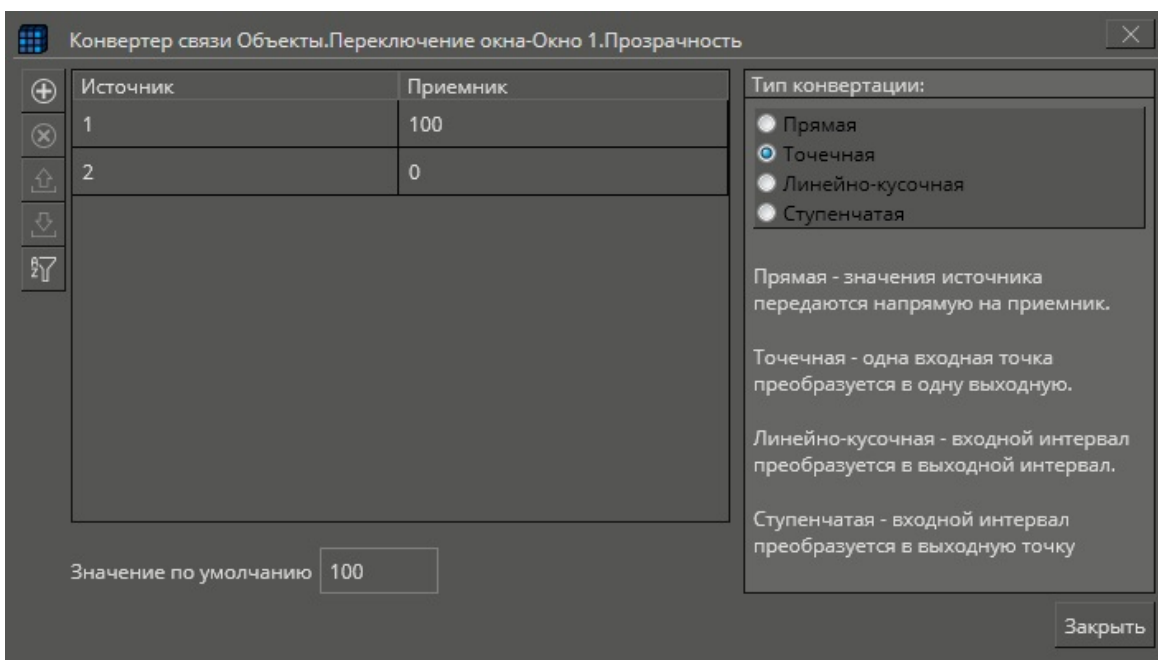 Конвертер связи Объекты.Переключение окна-Окно 1.Прозрачность
Источник Приемник
1 100
2 0
Значение по умолчанию 100
Тип конвертации:
Прямая
Точечная
Линейно-кусочная
Ступенчатая
Прямая - значения источника
передаются напрямую на приемник.
Точечная - одна входная точка
преобразуется в одну выходную.
Линейно-кусочная - входной интервал
преобразуется в выходной интервал.
Ступенчатая - входной интервал
преобразуется в выходную точку
Закрыть